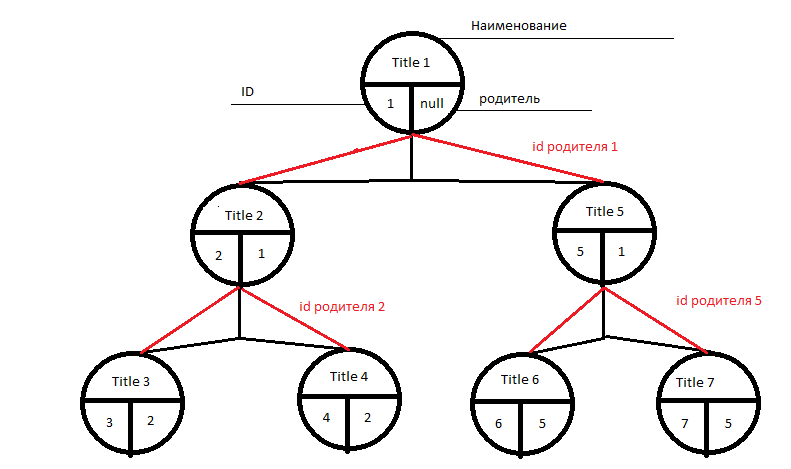 Наименование
Title 1
ID
1
null
родитель
id родителя 1
Title 2
2
1
Title 5
5
1
id родителя 2
id родителя 5
Title 3
3
2
Title 4
4
2
Title 6
6
5
Title 7
7
5